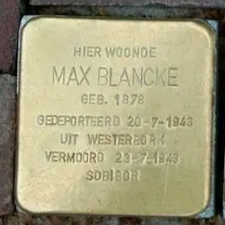 HIER WOONDE
MAX BLANCKE
GEB. 1878
GEDEPORTEERD 20-7-1943
UIT WESTERBORK
VERMOORD 23-7-1943
SOBIBOR